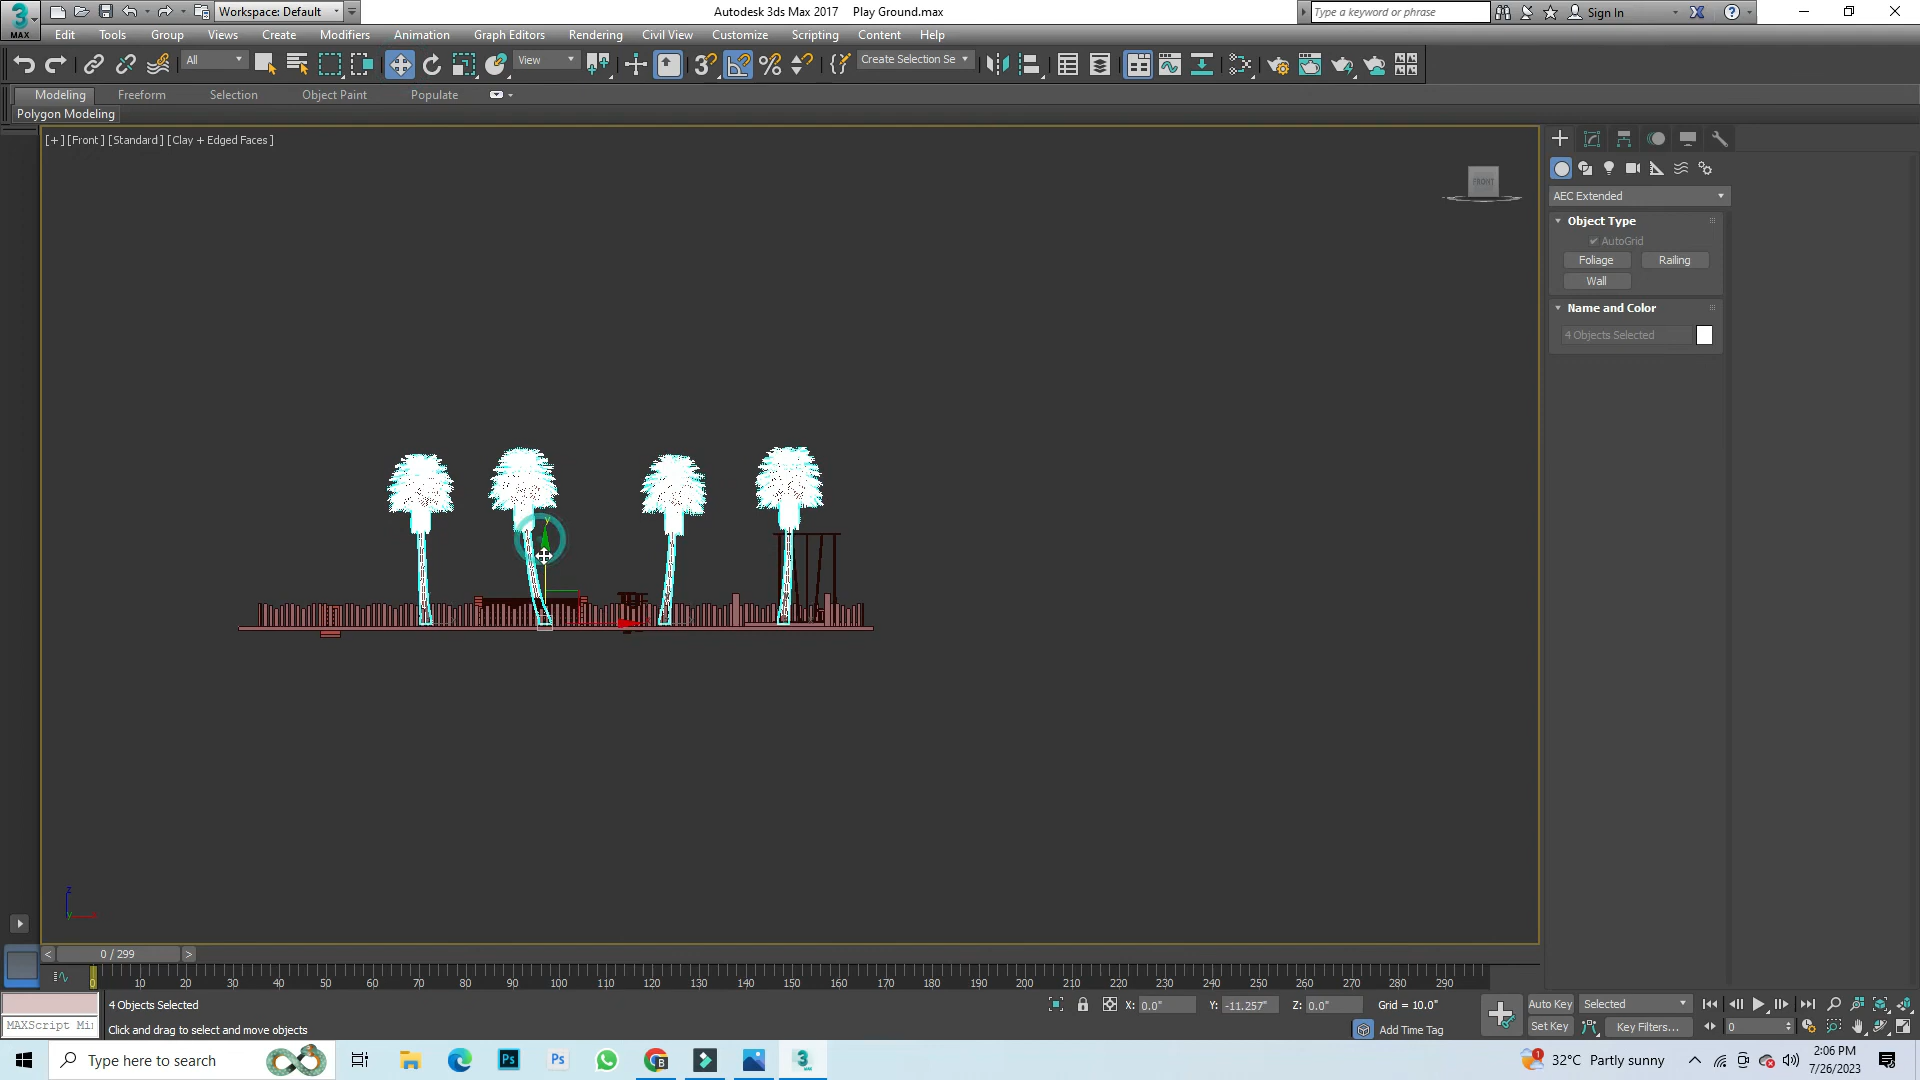 MAX
Workspace: Default
Autodesk 3ds Max 2017 Play Ground.max
Type a keyword or phrase
Sign In
Edit Tools Group Views Create Modifiers Animation Graph Editors Rendering Civil View Customize Scripting Content Help
All
View
Create Selection Se
Modeling Freeform Selection Object Paint Populate
Polygon Modeling
[+] [Front] [Standard] [Clay + Edged Faces]
FRONT
AEC Extended
Object Type
AutoGrid
Foliage Railing
Wall
Name and Color
4 Objects Selected
z
y
< 0 / 299 >
0 10 20 30 40 50 60 70 80 90 100 110 120 130 140 150 160 170 180 190 200 210 220 230 240 250 260 270 280 290
4 Objects Selected
X: 0.0" Y: -11.257" Z: 0.0" Grid = 10.0"
Auto Key Selected
MAXScript Mi
Click and drag to select and move objects
Add Time Tag
Set Key Key Filters... 0
Type here to search
Ps Ps B 3
1 32°C Partly sunny
2:06 PM
7/26/2023